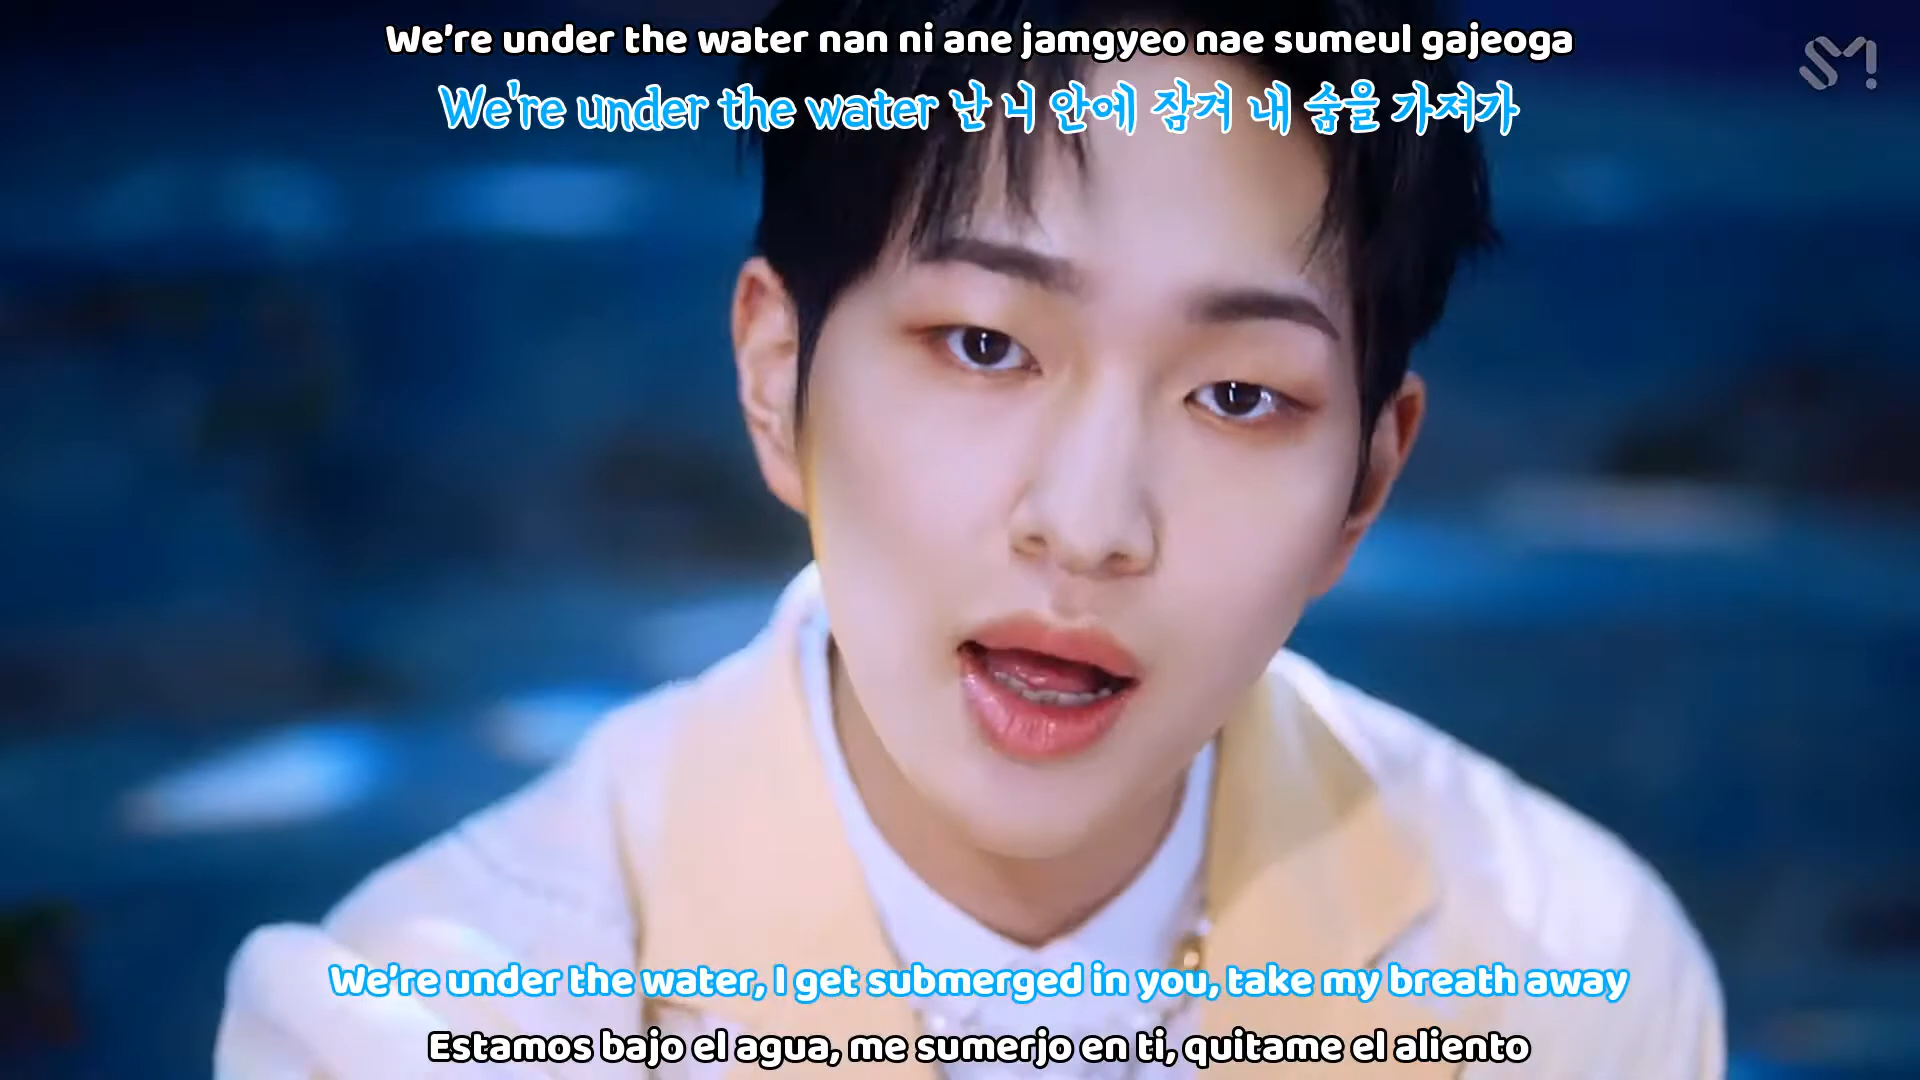 We're under the water nan ni ane jamgyeo nae sumeul gajeoga
SM!
We're under the water 난 니 안에 잠겨 내 숨을 가져가
We're under the water, I get submerged in you, take my breath away
Estamos bajo el agua, me sumerjo en ti, quitame el aliento